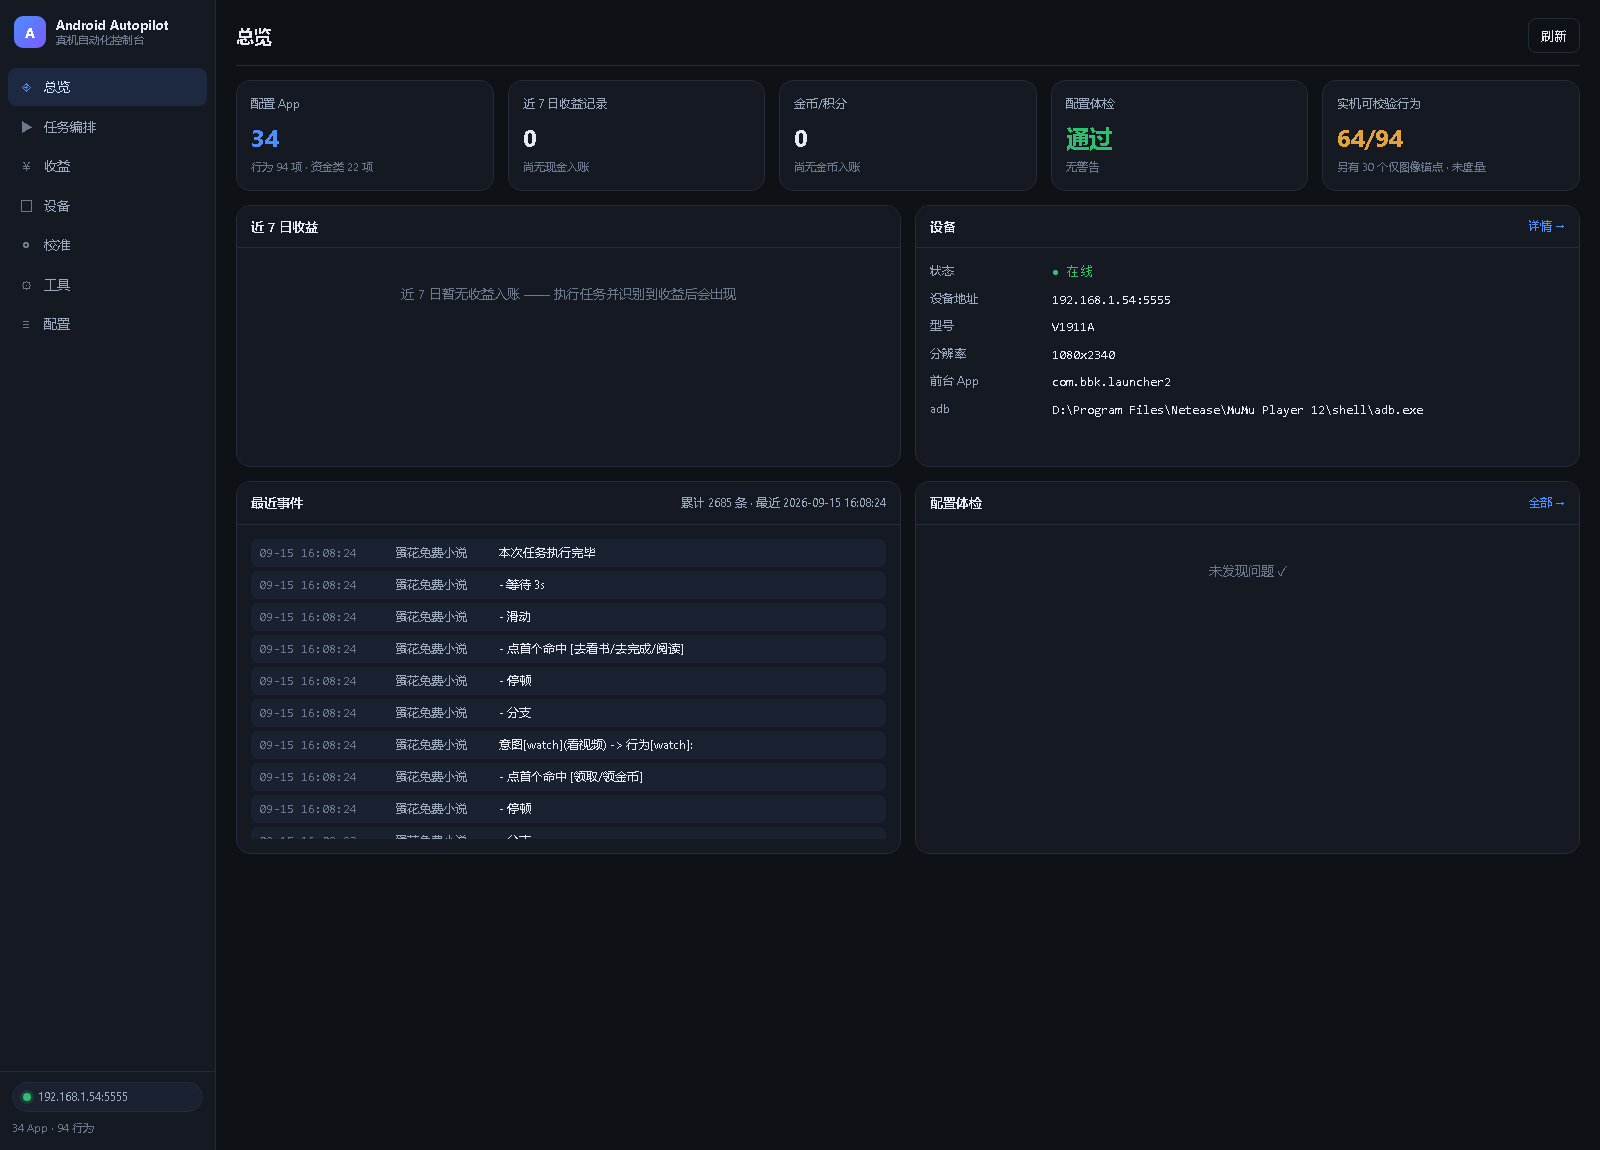 A
Android Autopilot
真机自动化控制台
总览
任务编排
¥ 收益
设备
校准
工具
配置
192.168.1.54:5555
34 App · 94 行为
总览
刷新
配置 App
34
行为 94 项 · 资金类 22 项
近 7 日收益记录
0
尚无现金入账
金币/积分
0
尚无金币入账
配置体检
通过
无警告
实机可校验行为
64/94
另有 30 个仅图像锚点 · 未度量
近 7 日收益
近 7 日暂无收益入账 —— 执行任务并识别到收益后会出现
设备
详情 →
状态 ● 在线
设备地址 192.168.1.54:5555
型号 V1911A
分辨率 1080x2340
前台 App com.bbk.launcher2
adb D:\Program Files\Netease\MuMu Player 12\shell\adb.exe
最近事件
累计 2685 条 · 最近 2026-09-15 16:08:24
09-15 16:08:24 蛋花免费小说 本次任务执行完毕
09-15 16:08:24 蛋花免费小说 - 等待 3s
09-15 16:08:24 蛋花免费小说 - 滑动
09-15 16:08:24 蛋花免费小说 - 点首个命中 [去看书/去完成/阅读]
09-15 16:08:24 蛋花免费小说 - 停顿
09-15 16:08:24 蛋花免费小说 - 分支
09-15 16:08:24 蛋花免费小说 意图[watch](看视频) -> 行为[watch]:
09-15 16:08:24 蛋花免费小说 - 点首个命中 [领取/领金币]
09-15 16:08:24 蛋花免费小说 - 停顿
配置体检
全部 →
未发现问题 ✓